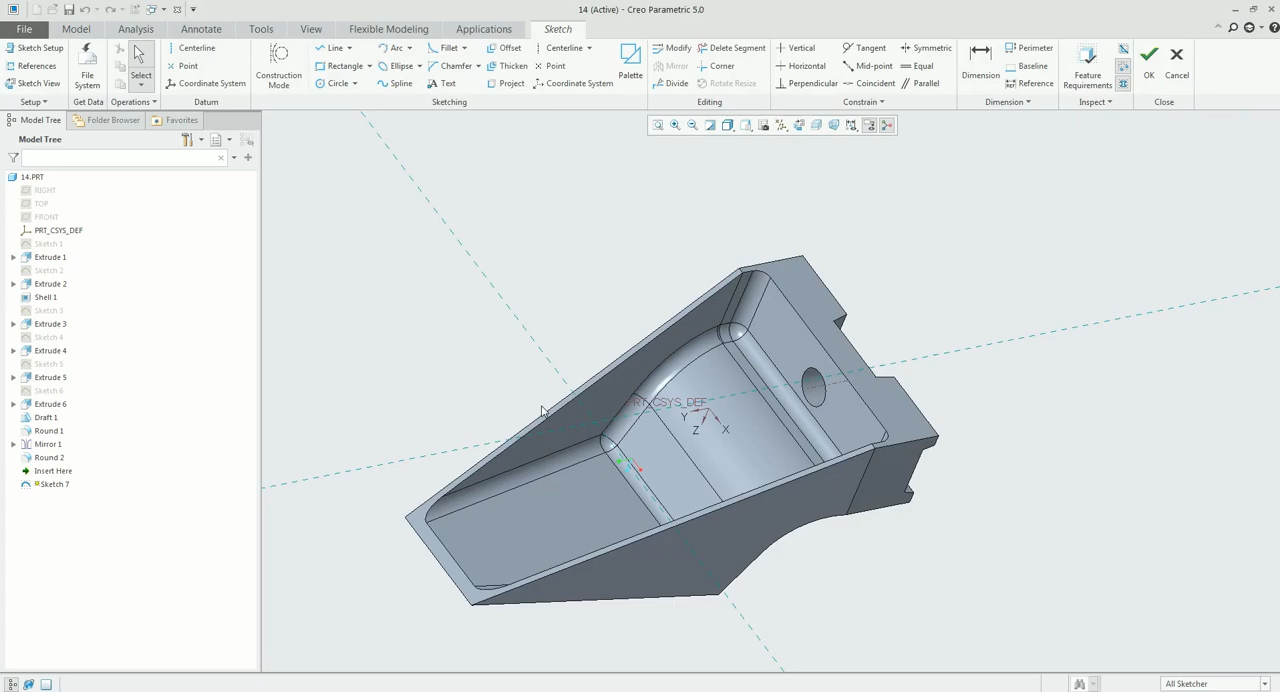 14 (Active) - Creo Parametric 5.0
File Model Analysis Annotate Tools View Flexible Modeling Applications Sketch
Sketch Setup
References
Sketch View
Setup
File System
Get Data
Select
Operations
Centerline
Point
Coordinate System
Datum
Construction Mode
Line Arc Fillet Offset Centerline
Rectangle Ellipse Chamfer Thicken Point
Circle Spline Text Project Coordinate System
Palette
Sketching
Modify Delete Segment
Mirror Corner
Divide Rotate Resize
Editing
Vertical Tangent Symmetric
Horizontal Mid-point Equal
Perpendicular Coincident Parallel
Constrain
Dimension
Perimeter
Baseline
Reference
Dimension
Feature Requirements
Inspect
OK
Cancel
Close
Model Tree Folder Browser Favorites
Model Tree
14.PRT
RIGHT
TOP
FRONT
PRT_CSYS_DEF
Sketch 1
Extrude 1
Sketch 2
Extrude 2
Shell 1
Sketch 3
Extrude 3
Sketch 4
Extrude 4
Sketch 5
Extrude 5
Sketch 6
Extrude 6
Draft 1
Round 1
Mirror 1
Round 2
Insert Here
Sketch 7
PRT_CSYS_DEF
Y
Z
X
All Sketcher